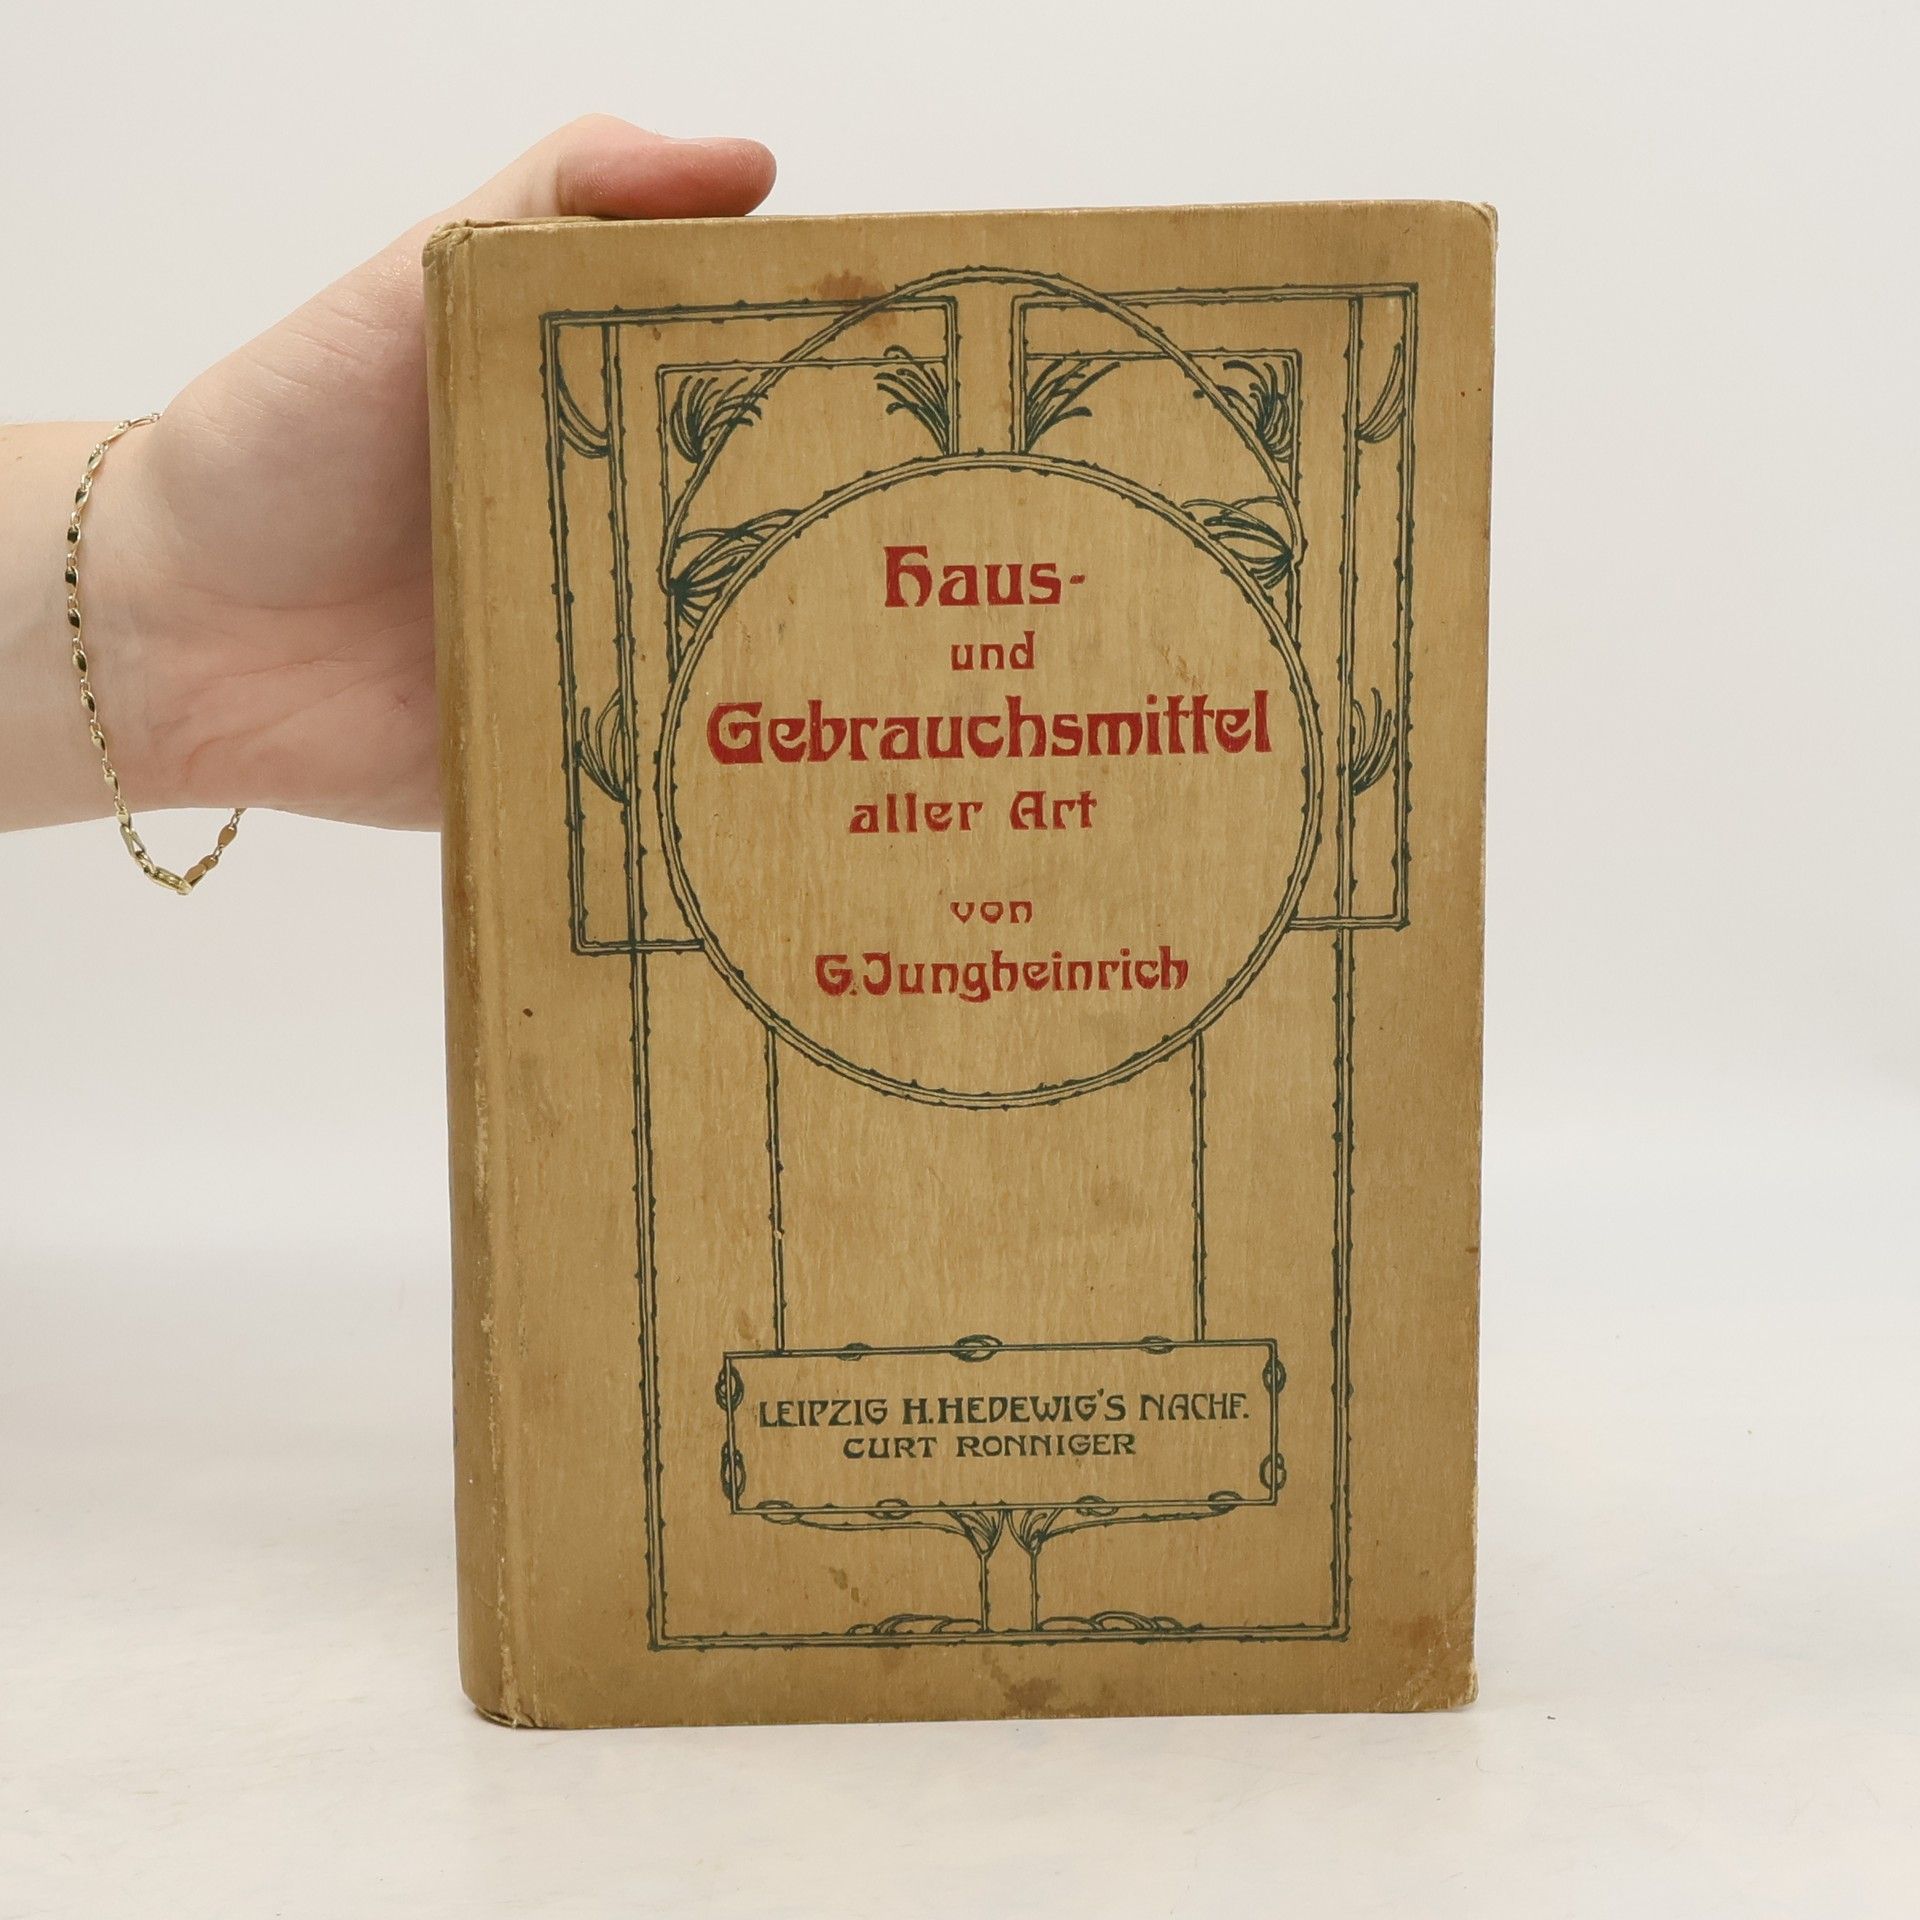 Haus-
und
Gebrauchsmittel
aller Art
von
G. Jungheinrich
LEIPZIG H. HEDEWIG'S NACHF.
CURT RONNIGER